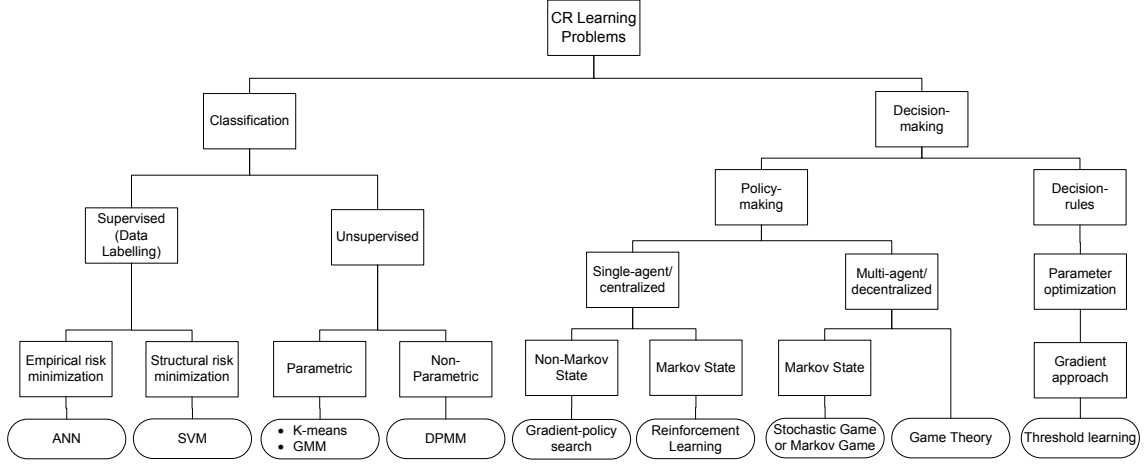 CR Learning
Problems
Classification
Decision-
making
Policy-
making
Decision-
rules
Supervised
(Data
Labelling)
Unsupervised
Single-agent/
centralized
Multi-agent/
decentralized
Parameter
optimization
Empirical risk
minimization
Structural risk
minimization
Parametric
Non-
Parametric
Non-Markov
State
Markov State
Markov State
Gradient
approach
ANN
SVM
• K-means
• GMM
DPMM
Gradient-policy
search
Reinforcement
Learning
Stochastic Game
or Markov Game
Game Theory
Threshold learning